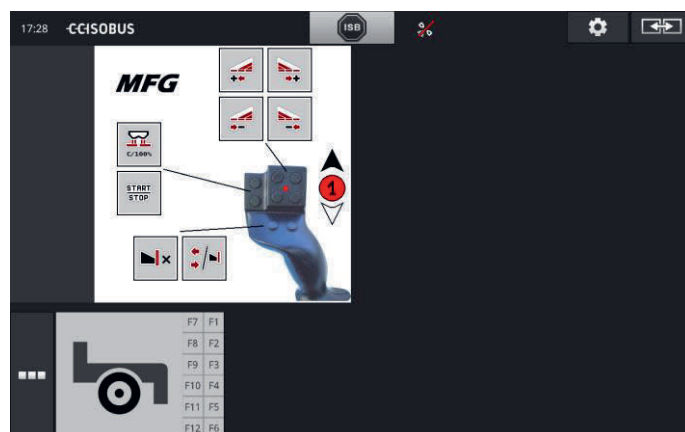 17:28 CCISOBUS ISB
MFG
C/100%
START
STOP
1
F7 F1
F8 F2
F9 F3
F10 F4
F11 F5
F12 F6